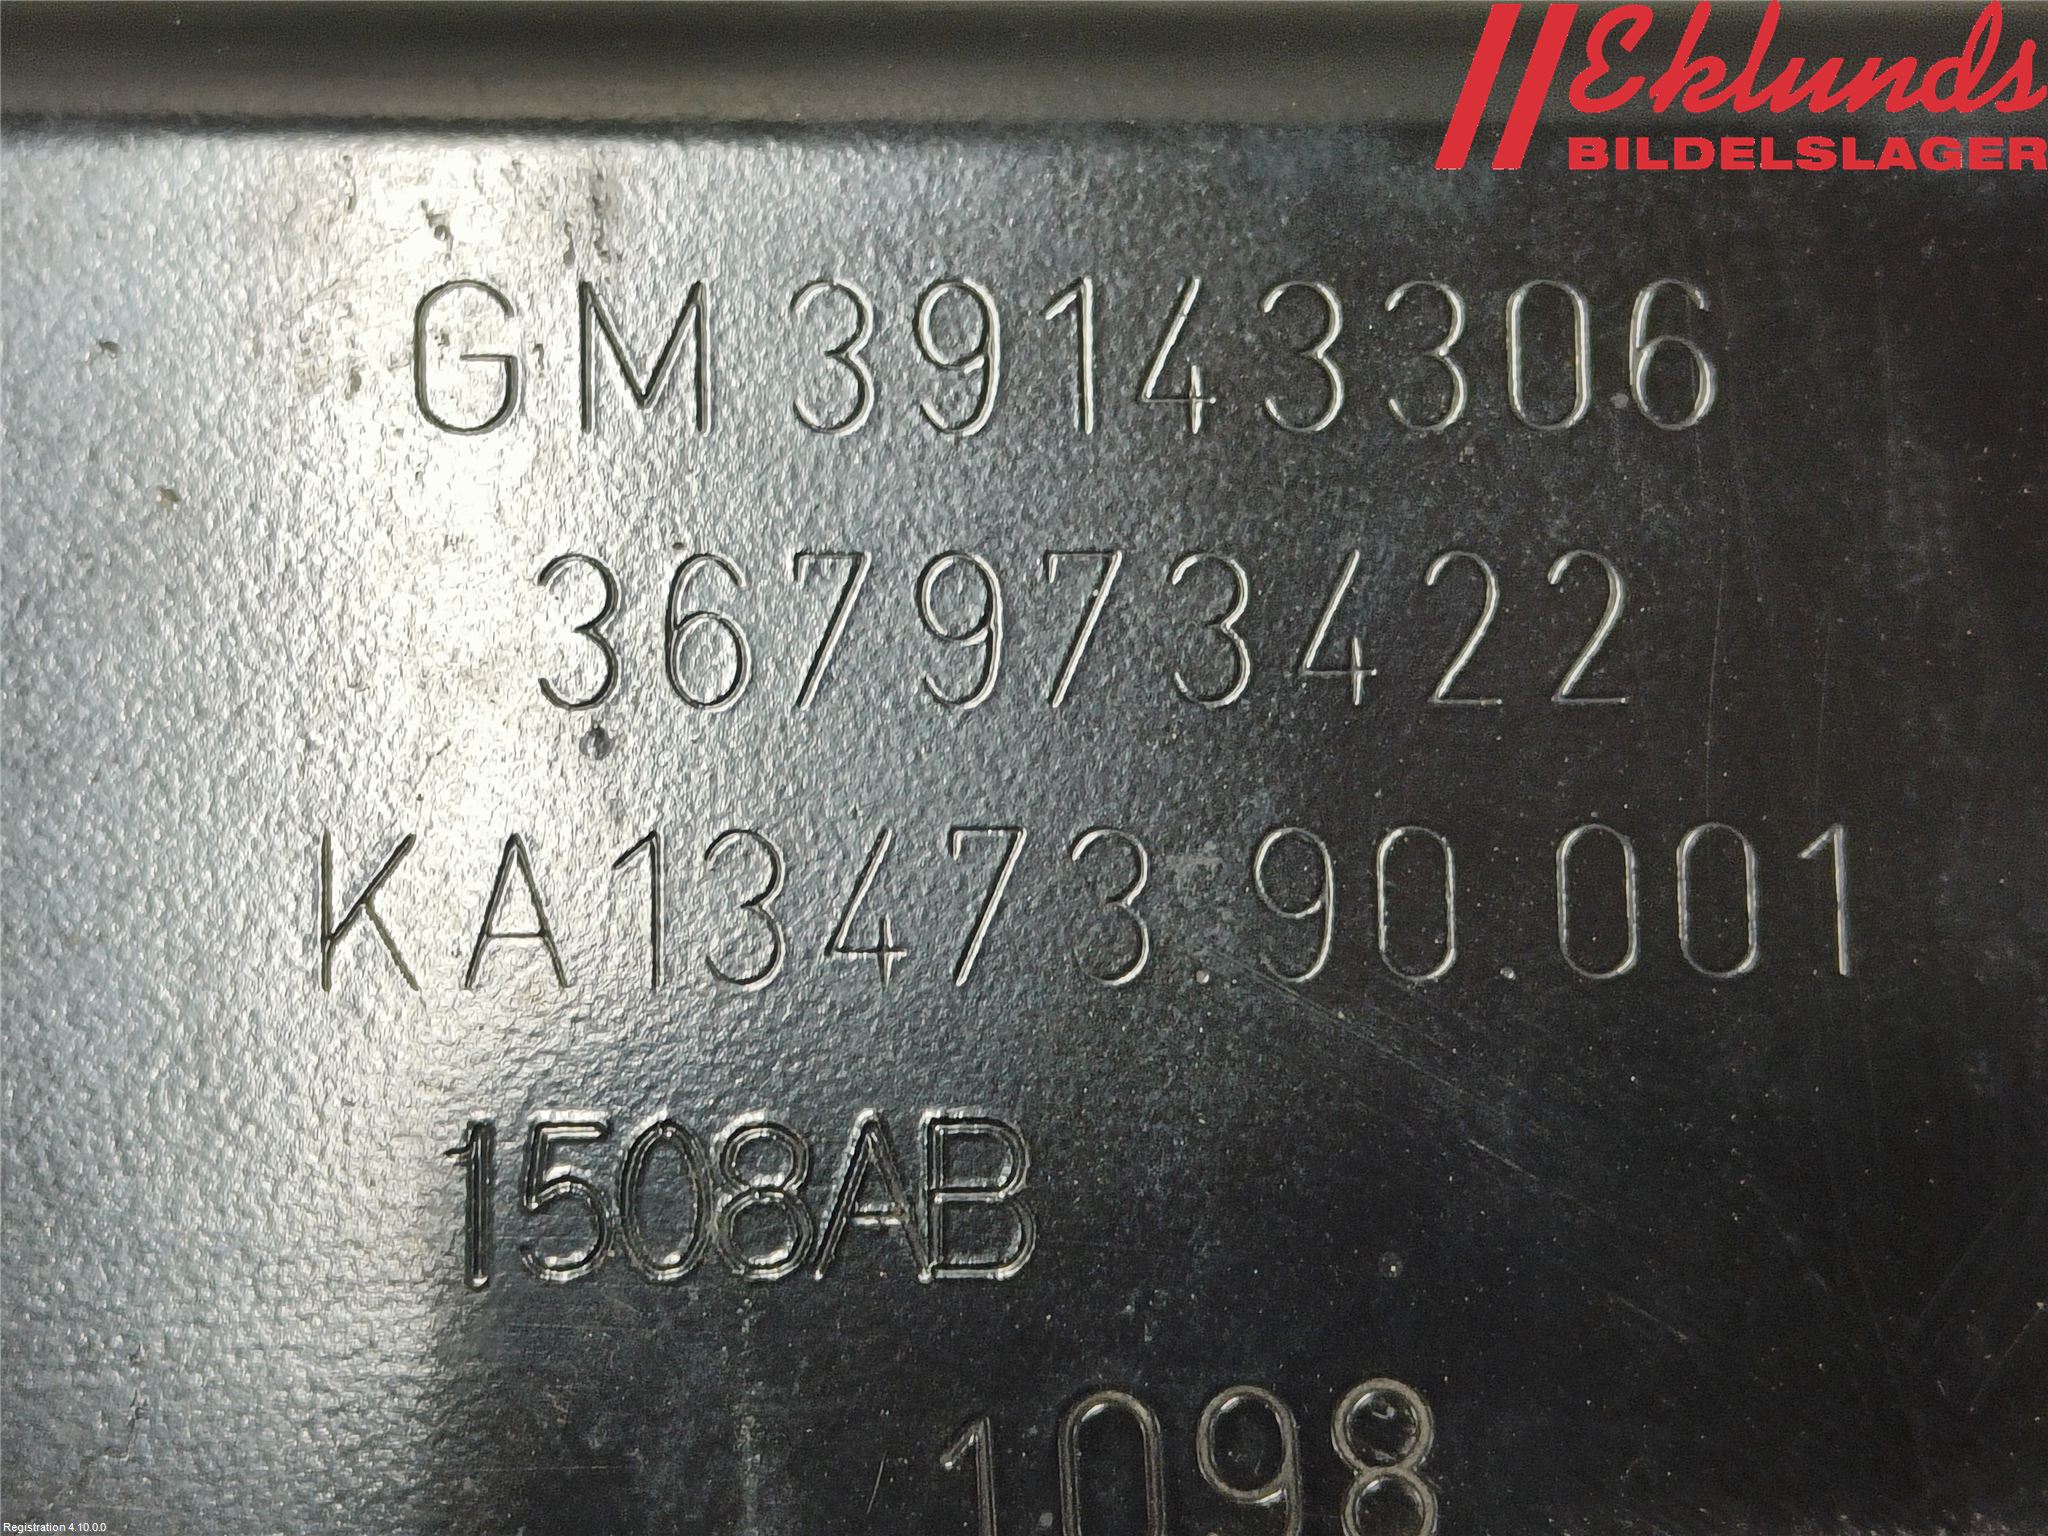 Eklunds
BILDELSLAGER
GM 39143306
367973422
KA13473.90.001
1508AB
1098
Registration 4.10.0.0